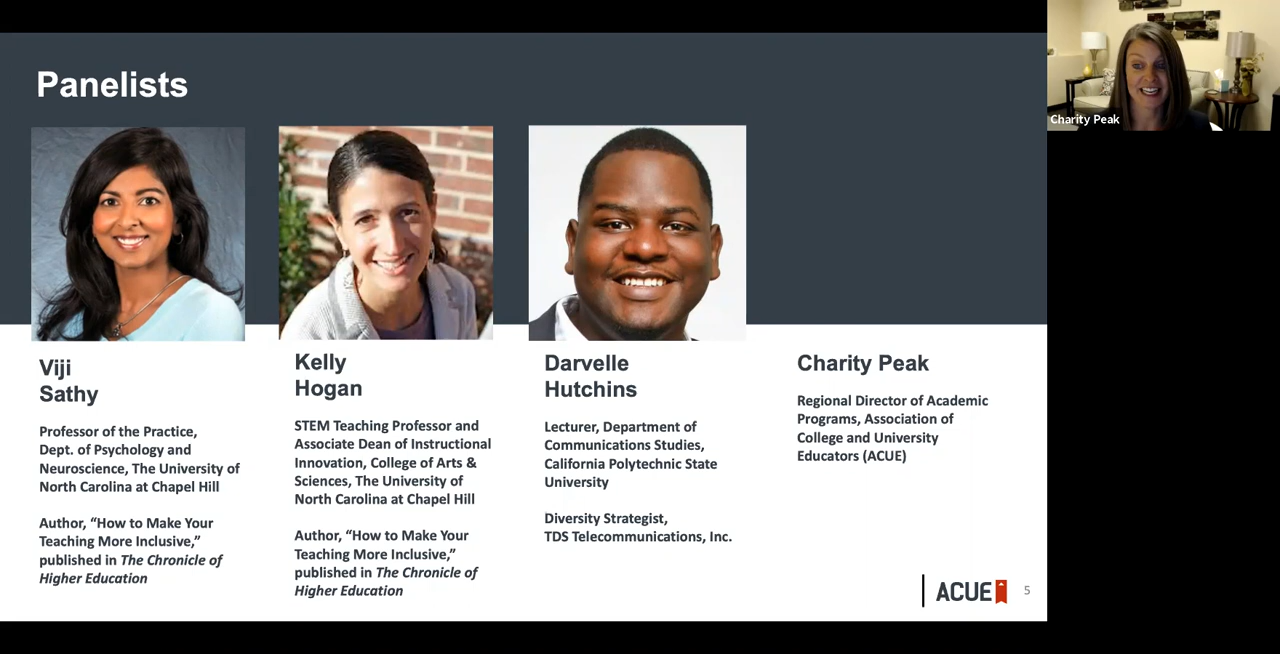 Panelists
Viji
Sathy
Professor of the Practice,
Dept. of Psychology and
Neuroscience, The University of
North Carolina at Chapel Hill
Author, “How to Make Your
Teaching More Inclusive,”
published in The Chronicle of
Higher Education
Kelly
Hogan
STEM Teaching Professor and
Associate Dean of Instructional
Innovation, College of Arts &
Sciences, The University of
North Carolina at Chapel Hill
Author, “How to Make Your
Teaching More Inclusive,”
published in The Chronicle of
Higher Education
Darvelle
Hutchins
Lecturer, Department of
Communications Studies,
California Polytechnic State
University
Diversity Strategist,
TDS Telecommunications, Inc.
Charity Peak
Regional Director of Academic
Programs, Association of
College and University
Educators (ACUE)
ACUE
5
Charity Peak